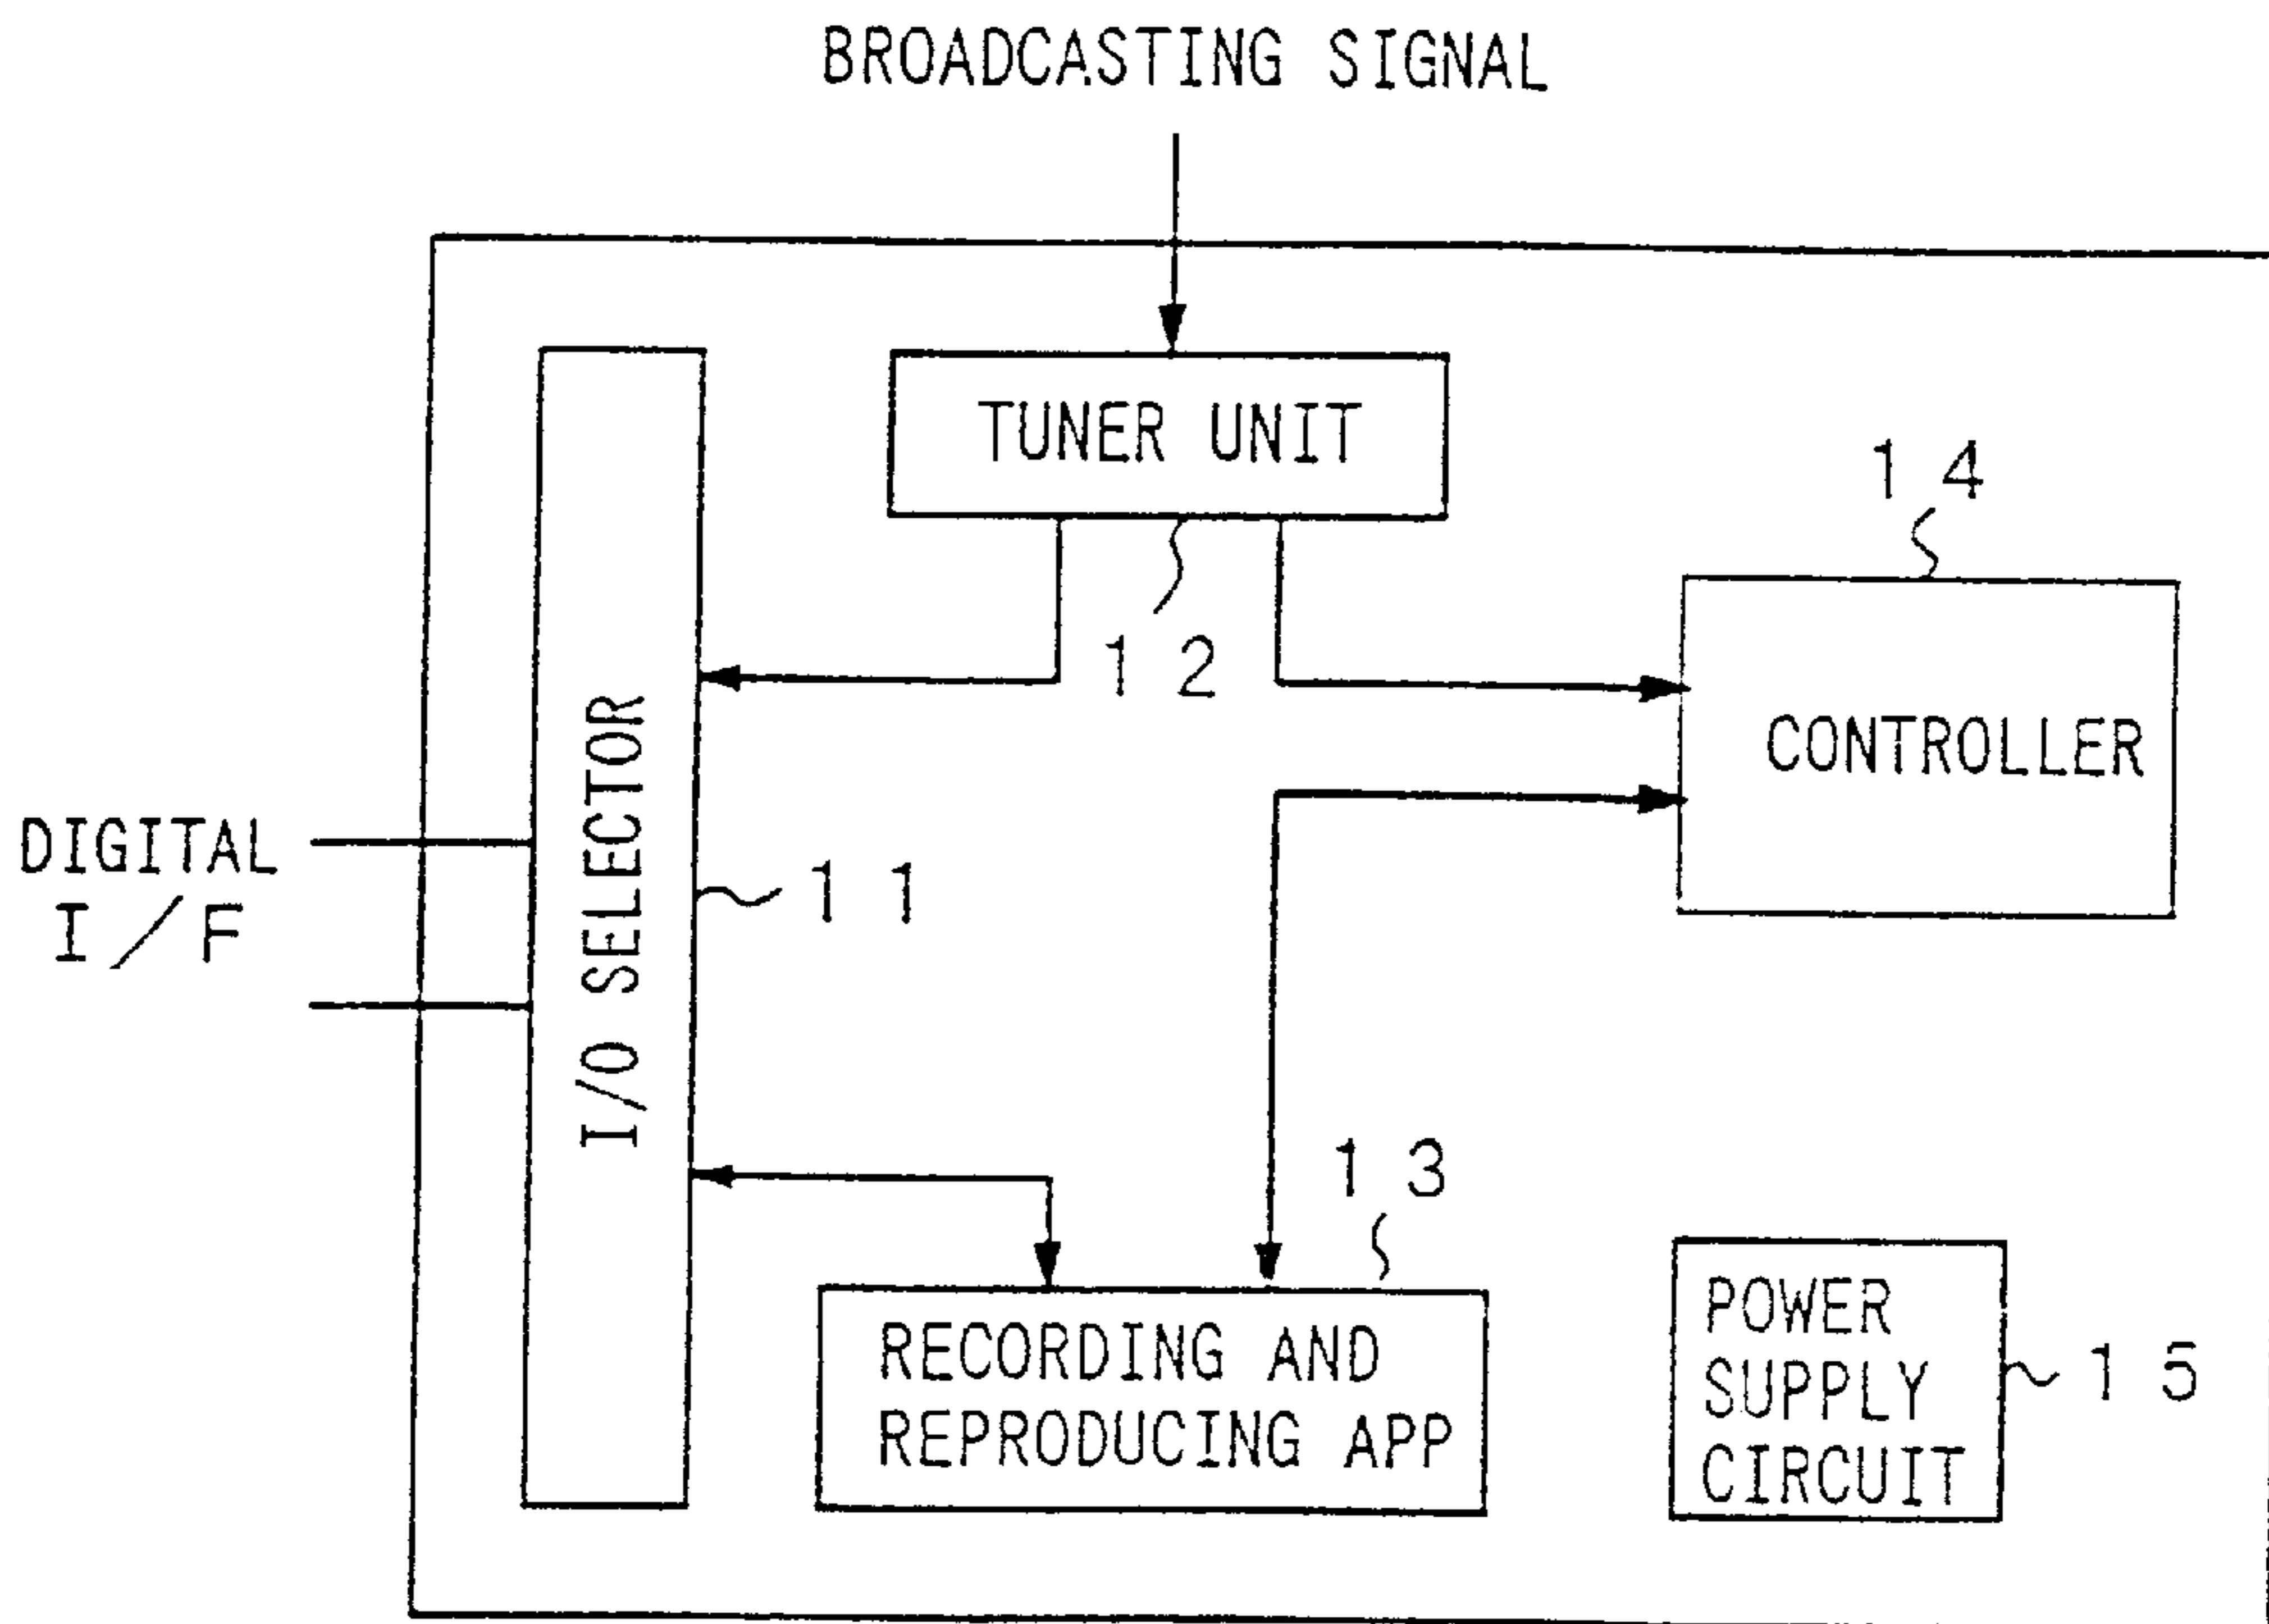 BROADCASTING SIGNAL
TUNER UNIT
1 4
1 2
CONTROLLER
I/O SELECTOR
DIGITAL
I/F
1 1
1 3
RECORDING AND
REPRODUCING APP
POWER
SUPPLY
CIRCUIT
1 5